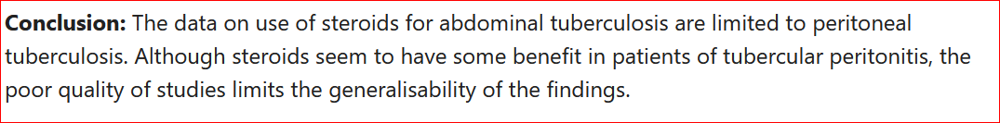 Conclusion: The data on use of steroids for abdominal tuberculosis are limited to peritoneal
tuberculosis. Although steroids seem to have some benefit in patients of tubercular peritonitis, the
poor quality of studies limits the generalisability of the findings.